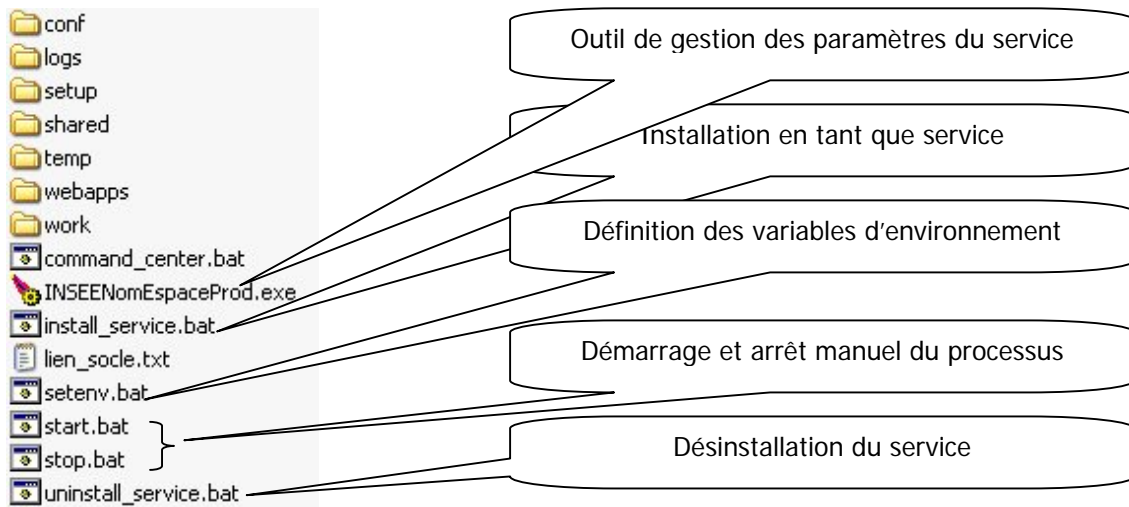 conf
logs
setup
shared
temp
webapps
work
command_center.bat
INSEENomEspaceProd.exe
install_service.bat
lien_socle.txt
setenv.bat
start.bat
stop.bat
uninstall_service.bat
Outil de gestion des paramètres du service
Installation en tant que service
Définition des variables d’environnement
Démarrage et arrêt manuel du processus
Désinstallation du service